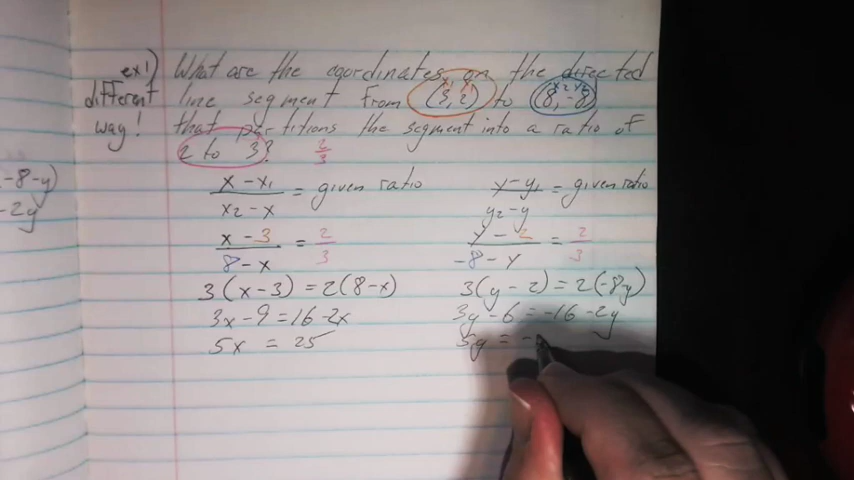 ex1) What are the coordinates on the directed
different line segment from (3, 2) to (8, -8)
way! that partitions the segment into a ratio of
2 to 3? 2/3
-8-y)
-2y
x - x₁ / x₂ - x = given ratio
x - 3 / 8 - x = 2/3
3(x - 3) = 2(8 - x)
3x - 9 = 16 - 2x
5x = 25
y - y₁ / y₂ - y = given ratio
y - 2 / -8 - y = 2/3
3(y - 2) = 2(-8y)
3y - 6 = -16 - 2y
5y = -